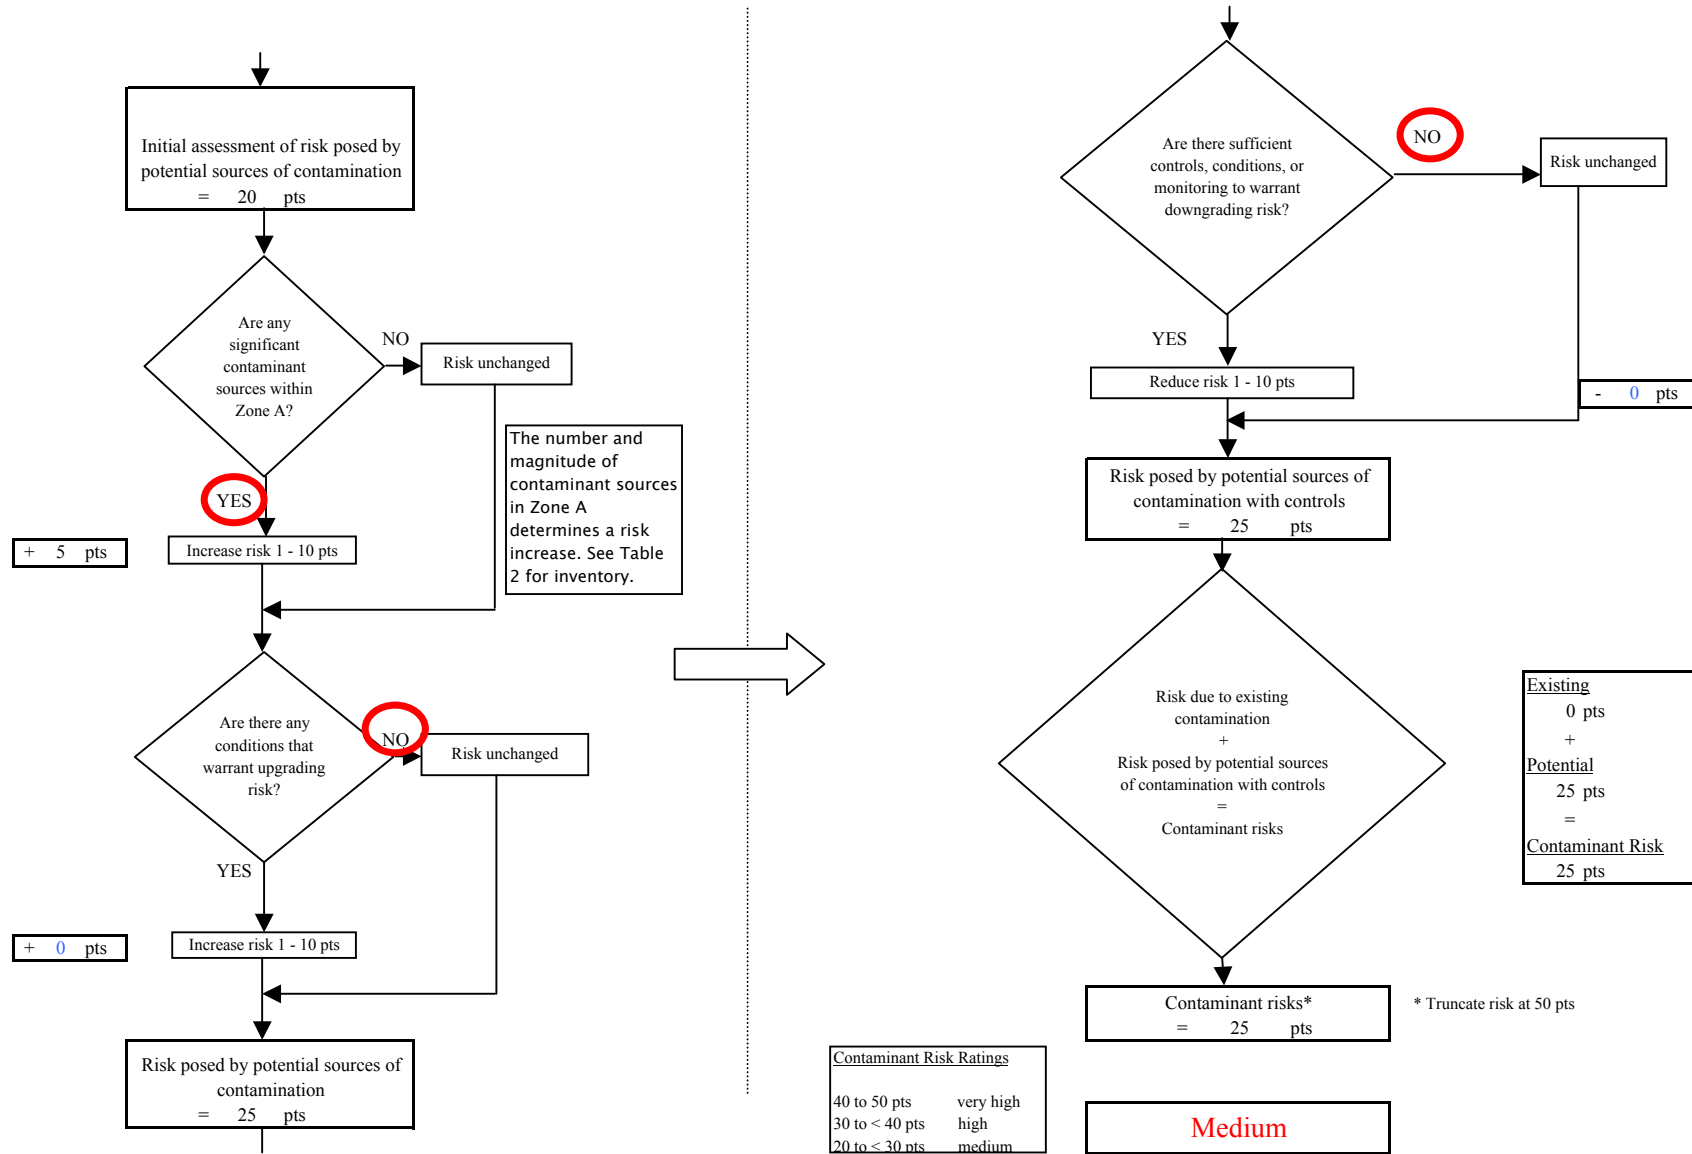 Initial assessment of risk posed by
potential sources of contamination
= 20 pts
Are any
significant
contaminant
sources within
Zone A?
NO
Risk unchanged
YES
The number and
magnitude of
contaminant sources
in Zone A
determines a risk
increase. See Table
2 for inventory.
+ 5 pts
Increase risk 1 - 10 pts
Are there any
conditions that
warrant upgrading
risk?
NO
Risk unchanged
YES
+ 0 pts
Increase risk 1 - 10 pts
Risk posed by potential sources of
contamination
= 25 pts
Are there sufficient
controls, conditions, or
monitoring to warrant
downgrading risk?
NO
Risk unchanged
YES
Reduce risk 1 - 10 pts
- 0 pts
Risk posed by potential sources of
contamination with controls
= 25 pts
Risk due to existing
contamination
+
Risk posed by potential sources
of contamination with controls
=
Contaminant risks
Existing
0 pts
+
Potential
25 pts
=
Contaminant Risk
25 pts
Contaminant risks*
= 25 pts
* Truncate risk at 50 pts
Contaminant Risk Ratings
40 to 50 pts very high
30 to < 40 pts high
20 to < 30 pts medium
Medium